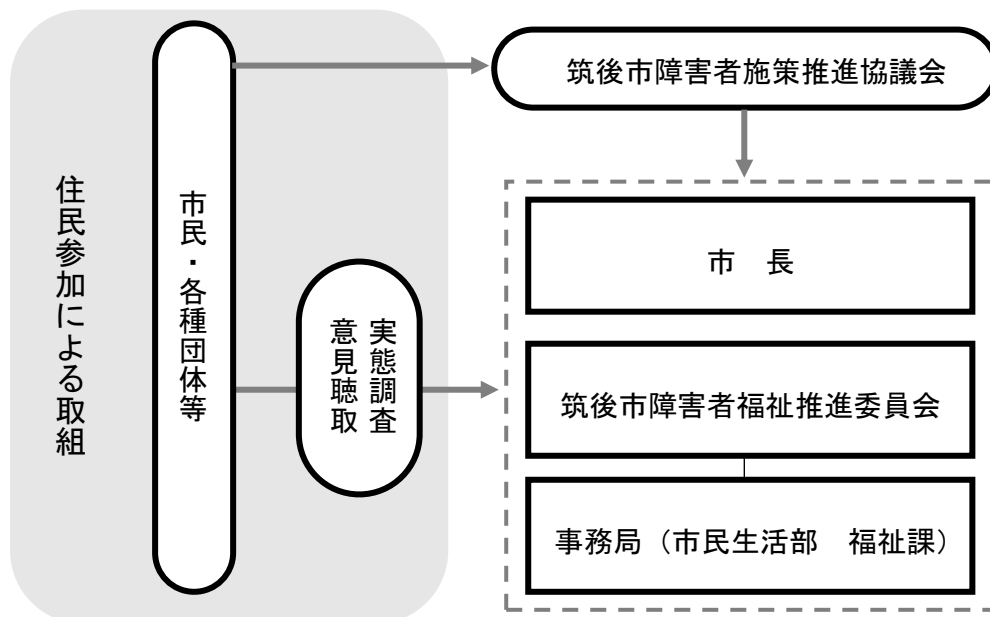 住民参加による取組
市民・各種団体等
実態調査
意見聴取
筑後市障害者施策推進協議会
市　長
筑後市障害者福祉推進委員会
事務局（市民生活部　福祉課）